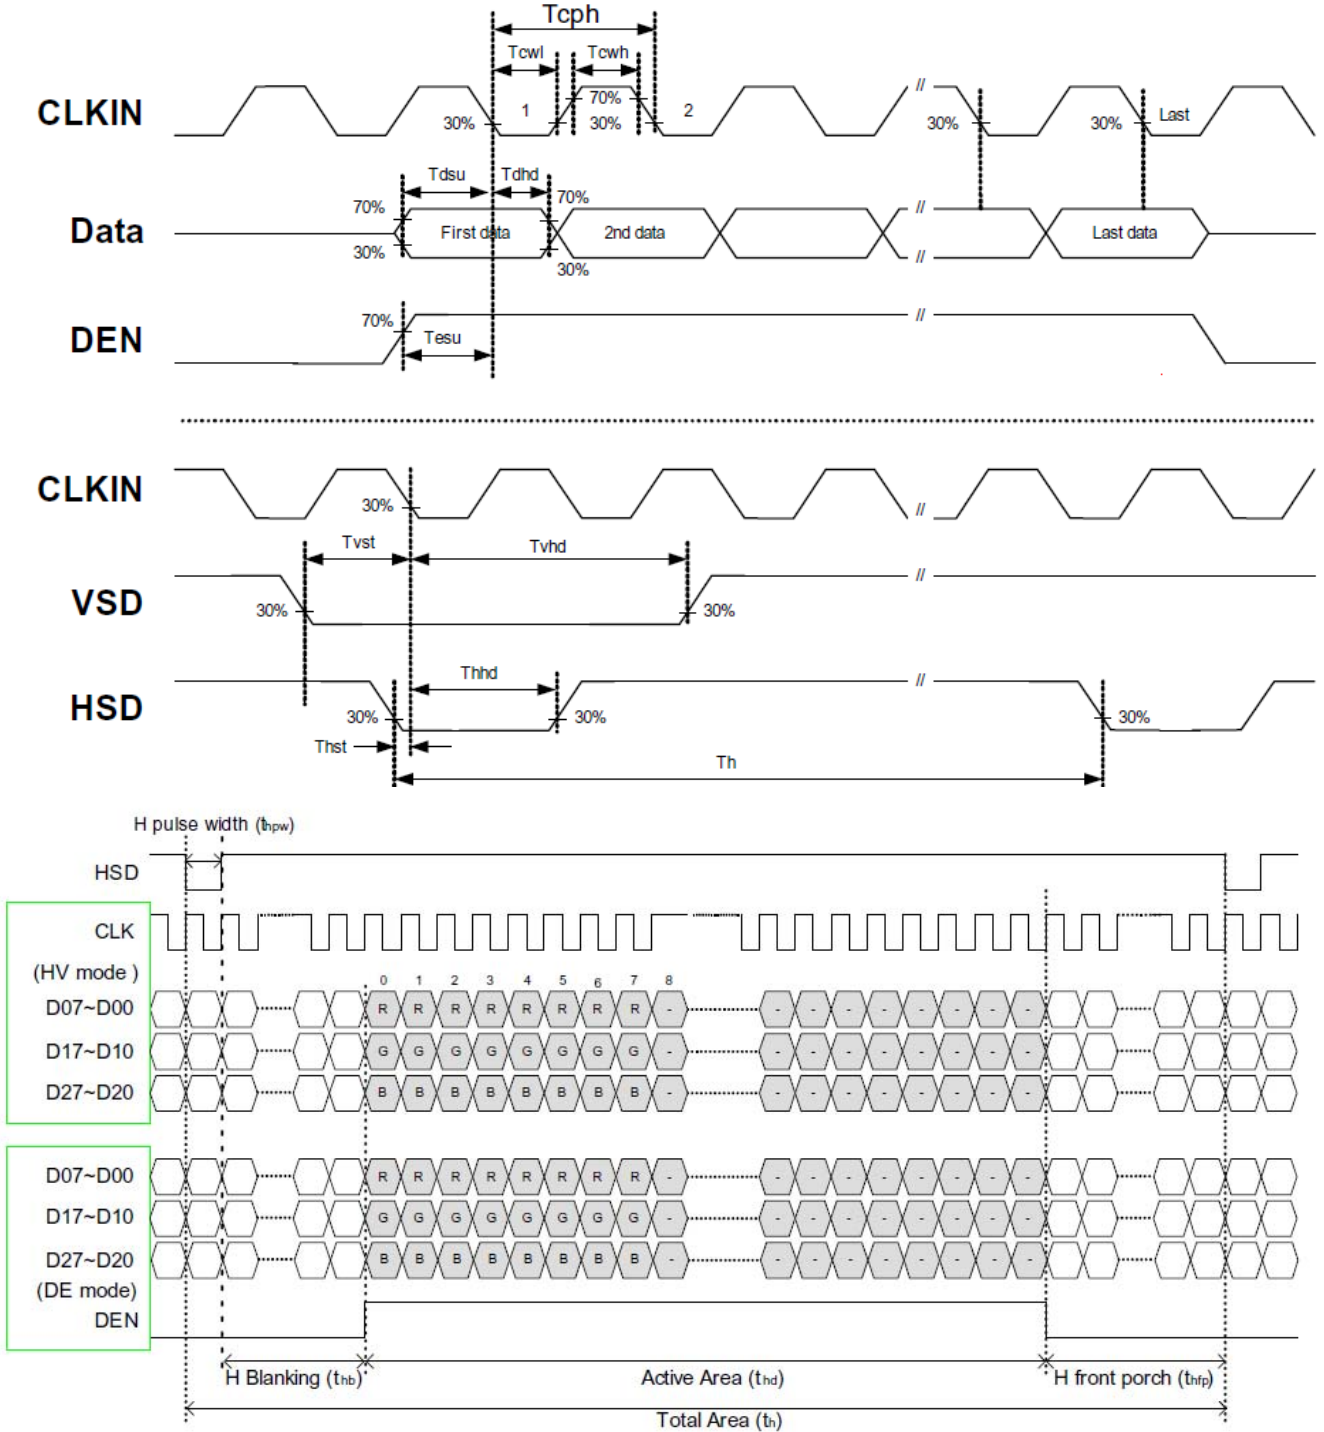 Tcph
Tcwl Tcwh
CLKIN 30% 1 70% 30% 2 // 30% 30% Last
Tdsu Tdhd
70% 70%
Data First data 2nd data // // Last data
30% 30%
DEN 70% Tesu //
CLKIN 30% //
Tvst Tvhd
VSD 30% 30% //
Thhd
HSD 30% 30% // 30%
Thst Th
H pulse width (thpw)
HSD
CLK
(HV mode )
0 1 2 3 4 5 6 7 8
D07~D00 R R R R R R R R - - - - - - - - -
D17~D10 G G G G G G G G - - - - - - - - -
D27~D20 B B B B B B B B - - - - - - - - -
D07~D00 R R R R R R R R - - - - - - - - -
D17~D10 G G G G G G G G - - - - - - - - -
D27~D20 B B B B B B B B - - - - - - - - -
(DE mode)
DEN
H Blanking (thb) Active Area (thd) H front porch (thfp)
Total Area (th)